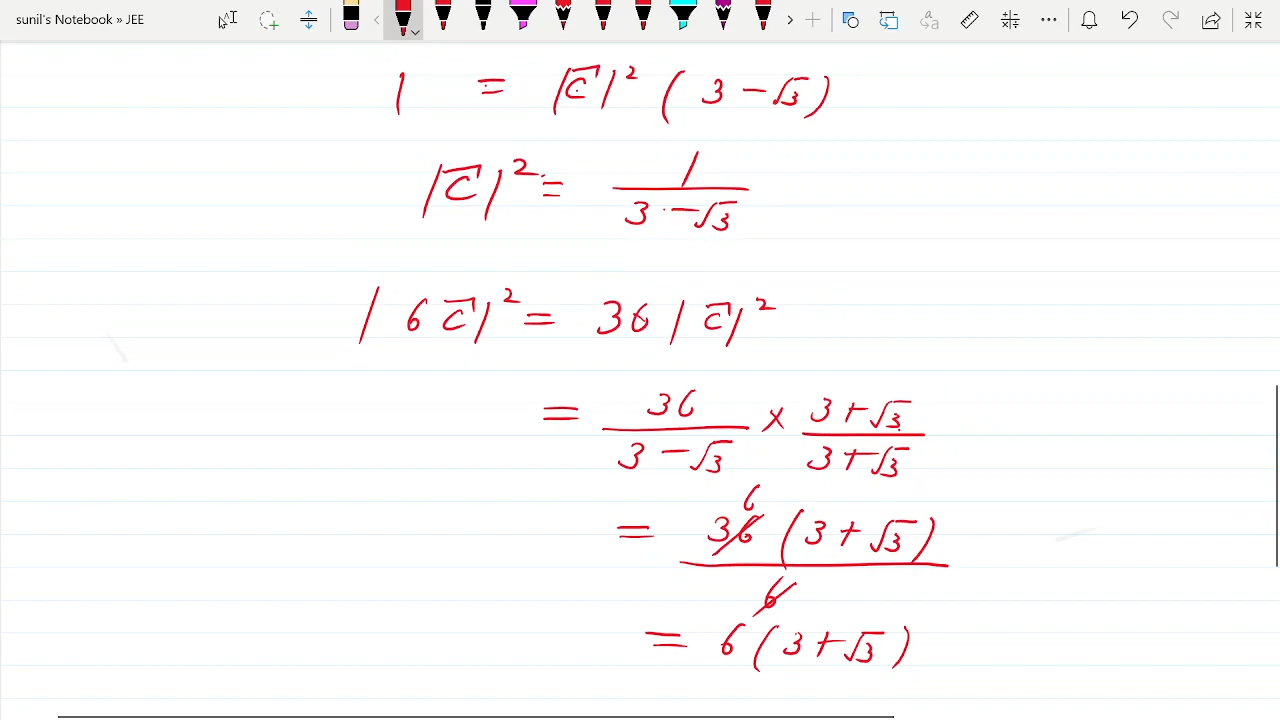 sunil's Notebook » JEE
1 = |c⃗|² (3 - √3)
|c⃗|² = 1 / (3 - √3)
|6c⃗|² = 36|c⃗|²
= 36 / (3 - √3) × (3 + √3) / (3 + √3)
6
= 36 (3 + √3) / 6
= 6 (3 + √3)